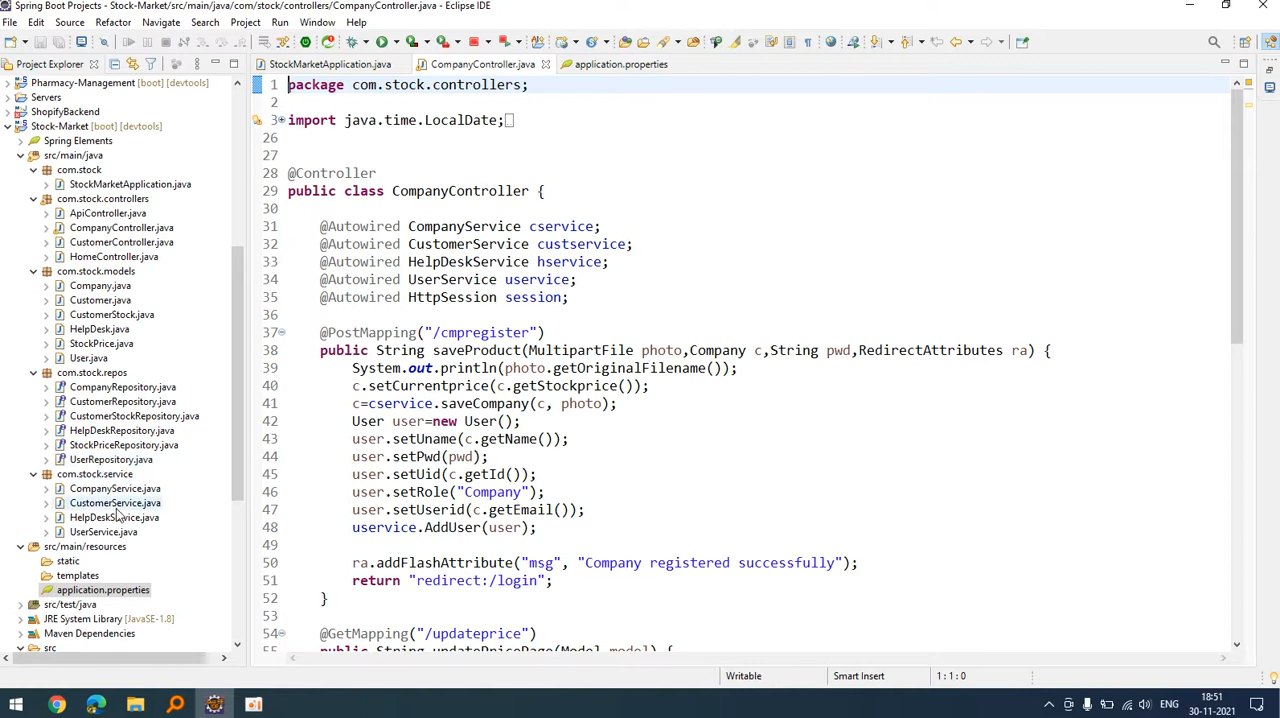 Spring Boot Projects - Stock-Market/src/main/java/com/stock/controllers/CompanyController.java - Eclipse IDE
File Edit Source Refactor Navigate Search Project Run Window Help
Project Explorer
StockMarketApplication.java
CompanyController.java
application.properties
Pharmacy-Management [boot] [devtools]
Servers
ShopifyBackend
Stock-Market [boot] [devtools]
Spring Elements
src/main/java
com.stock
StockMarketApplication.java
com.stock.controllers
ApiController.java
CompanyController.java
CustomerController.java
HomeController.java
com.stock.models
Company.java
Customer.java
CustomerStock.java
HelpDesk.java
StockPrice.java
User.java
com.stock.repos
CompanyRepository.java
CustomerRepository.java
CustomerStockRepository.java
HelpDeskRepository.java
StockPriceRepository.java
UserRepository.java
com.stock.service
CompanyService.java
CustomerService.java
HelpDeskService.java
UserService.java
src/main/resources
static
templates
application.properties
src/test/java
JRE System Library [JavaSE-1.8]
Maven Dependencies
src
1 package com.stock.controllers;
2
3 import java.time.LocalDate;
26
27
28 @Controller
29 public class CompanyController {
30
31 @Autowired CompanyService cservice;
32 @Autowired CustomerService custservice;
33 @Autowired HelpDeskService hservice;
34 @Autowired UserService uservice;
35 @Autowired HttpSession session;
36
37 @PostMapping("/cmpregister")
38 public String saveProduct(MultipartFile photo,Company c,String pwd,RedirectAttributes ra) {
39 System.out.println(photo.getOriginalFilename());
40 c.setCurrentprice(c.getStockprice());
41 c=cservice.saveCompany(c, photo);
42 User user=new User();
43 user.setUname(c.getName());
44 user.setPwd(pwd);
45 user.setUid(c.getId());
46 user.setRole("Company");
47 user.setUserid(c.getEmail());
48 uservice.AddUser(user);
49
50 ra.addFlashAttribute("msg", "Company registered successfully");
51 return "redirect:/login";
52 }
53
54 @GetMapping("/updateprice")
55 public String updatePricePage(Model model) {
Writable
Smart Insert
1 : 1 : 0
ENG
18:51
30-11-2021